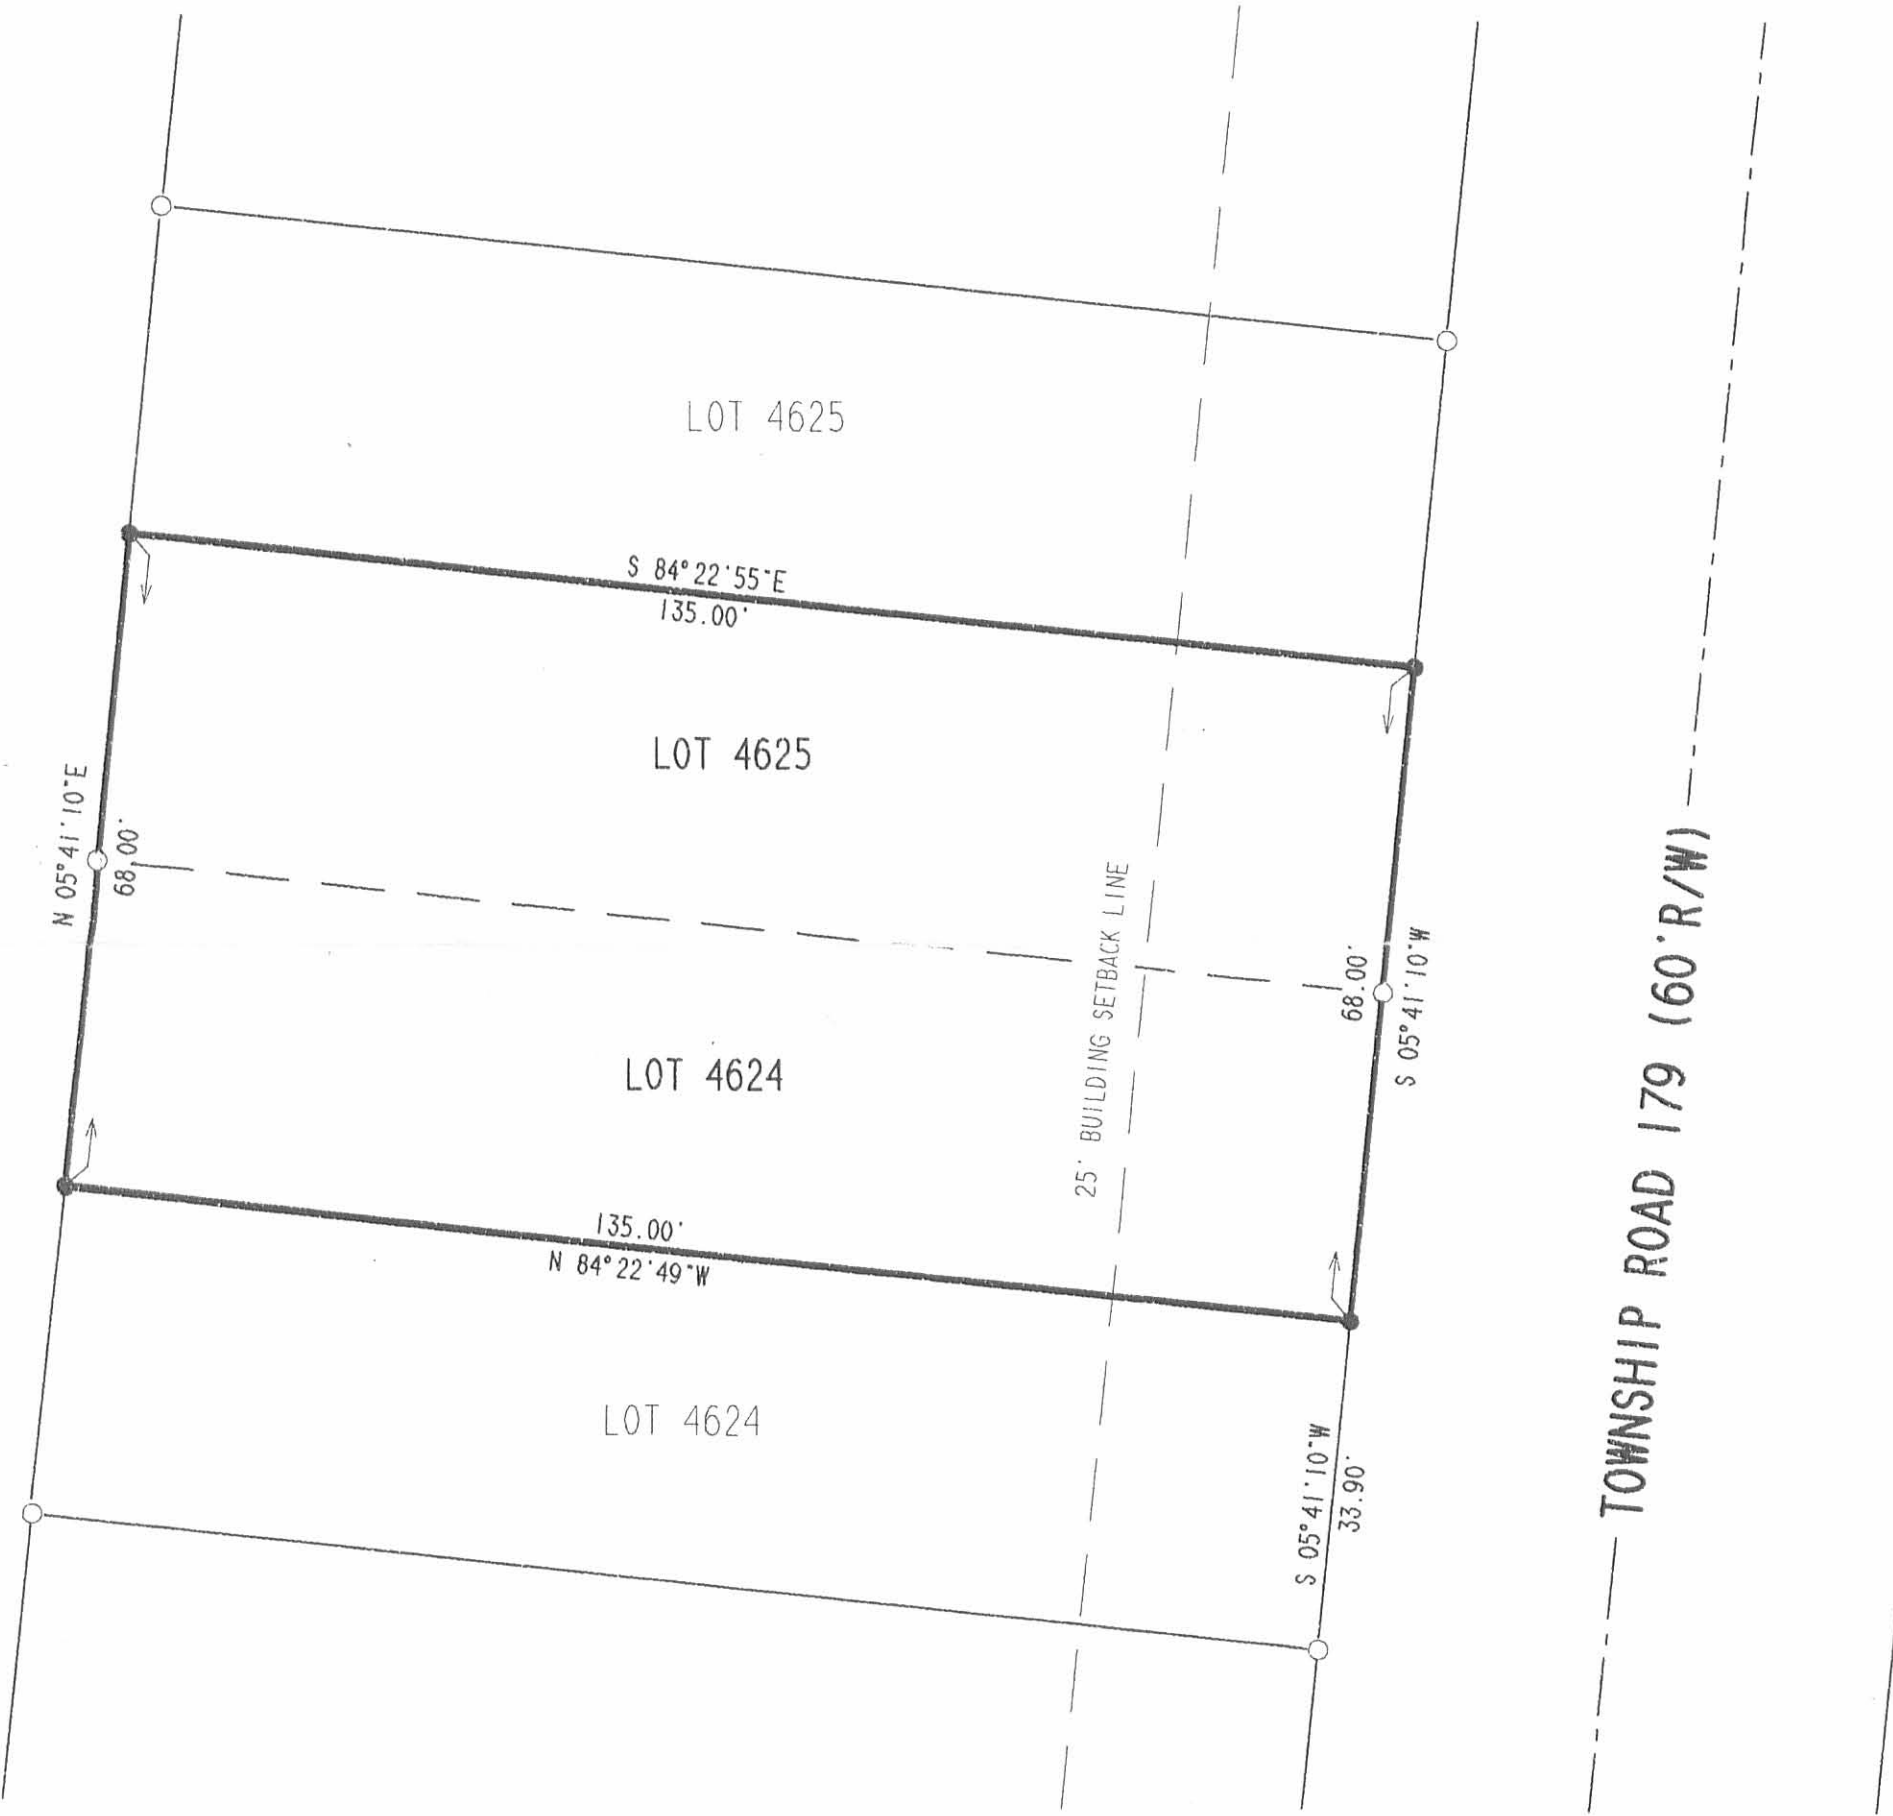 LOT 4625
S 84°22'55"E
135.00'
LOT 4625
N 05°41'10"E
68.00'
25' BUILDING SETBACK LINE
68.00'
S 05°41'10"W
TOWNSHIP ROAD 179 (60'R/W)
LOT 4624
135.00'
N 84°22'49"W
LOT 4624
S 05°41'10"W
33.90'